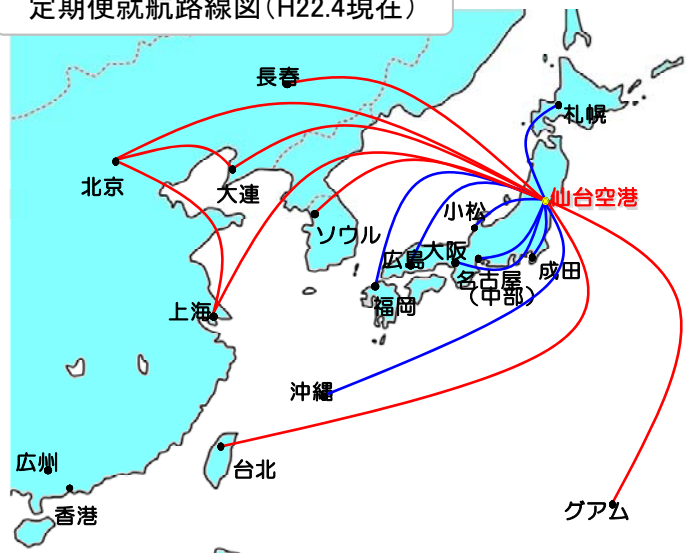 定期便就航路線図（H22.4現在）
長春
札幌
北京
大連
仙台空港
小松
ソウル
広島
大阪
成田
名古屋
（中部）
福岡
上海
沖縄
広州
台北
香港
グアム